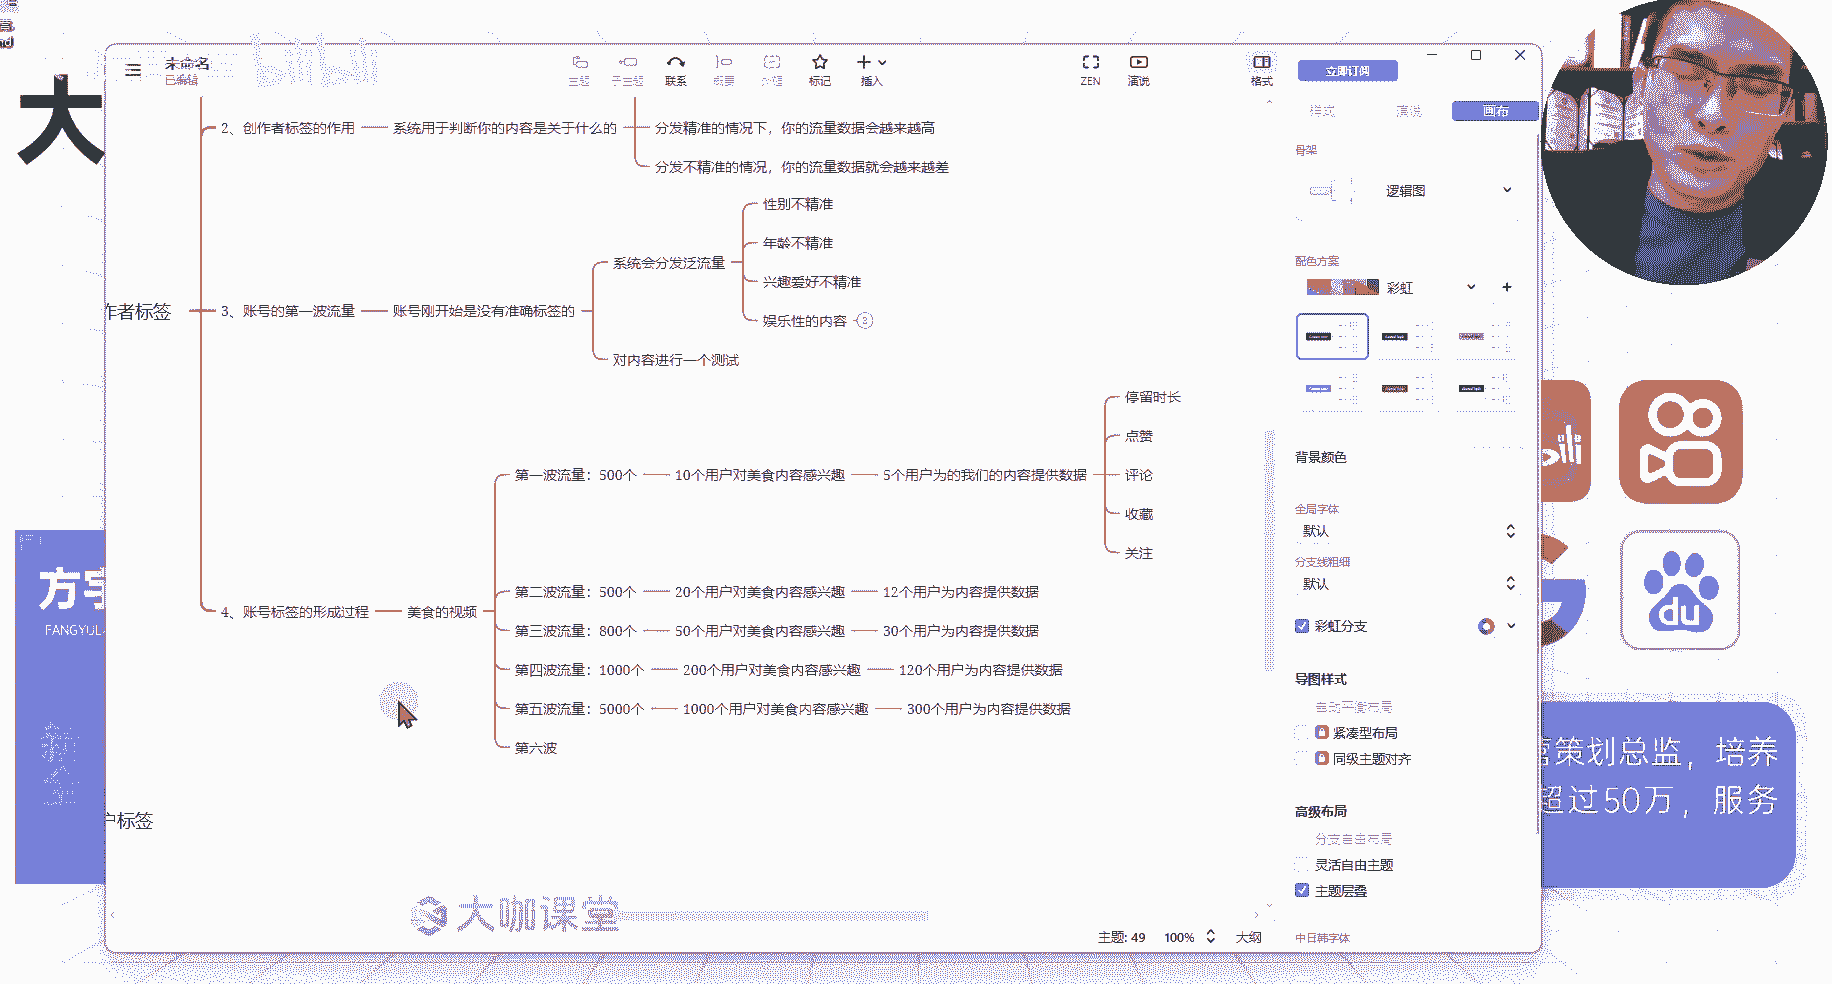 大
未命名
已编辑
bilibili
主题
子主题
联系
概要
外框
标记
插入
ZEN
演说
格式
立即订阅
样式
演说
画布
2、创作者标签的作用
系统用于判断你的内容是关于什么的
分发精准的情况下，你的流量数据会越来越高
分发不精准的情况，你的流量数据就会越来越差
作者标签
3、账号的第一波流量
账号刚开始是没有准确标签的
系统会分发泛流量
性别不精准
年龄不精准
兴趣爱好不精准
娱乐性的内容
2
对内容进行一个测试
4、账号标签的形成过程
美食的视频
第一波流量：500个
10个用户对美食内容感兴趣
5个用户为的我们的内容提供数据
停留时长
点赞
评论
收藏
关注
第二波流量：500个
20个用户对美食内容感兴趣
12个用户为内容提供数据
第三波流量：800个
50个用户对美食内容感兴趣
30个用户为内容提供数据
第四波流量：1000个
200个用户对美食内容感兴趣
120个用户为内容提供数据
第五波流量：5000个
1000个用户对美食内容感兴趣
300个用户为内容提供数据
第六波
户标签
骨架
逻辑图
配色方案
彩虹
背景颜色
全局字体
默认
分支线粗细
默认
彩虹分支
导图样式
自动平衡布局
紧凑型布局
同级主题对齐
高级布局
分支自由布局
灵活自由主题
主题层叠
中日韩字体
主题: 49
100%
大纲
大咖课堂
方宇
FANGYU
du
营策划总监，培养
超过50万，服务